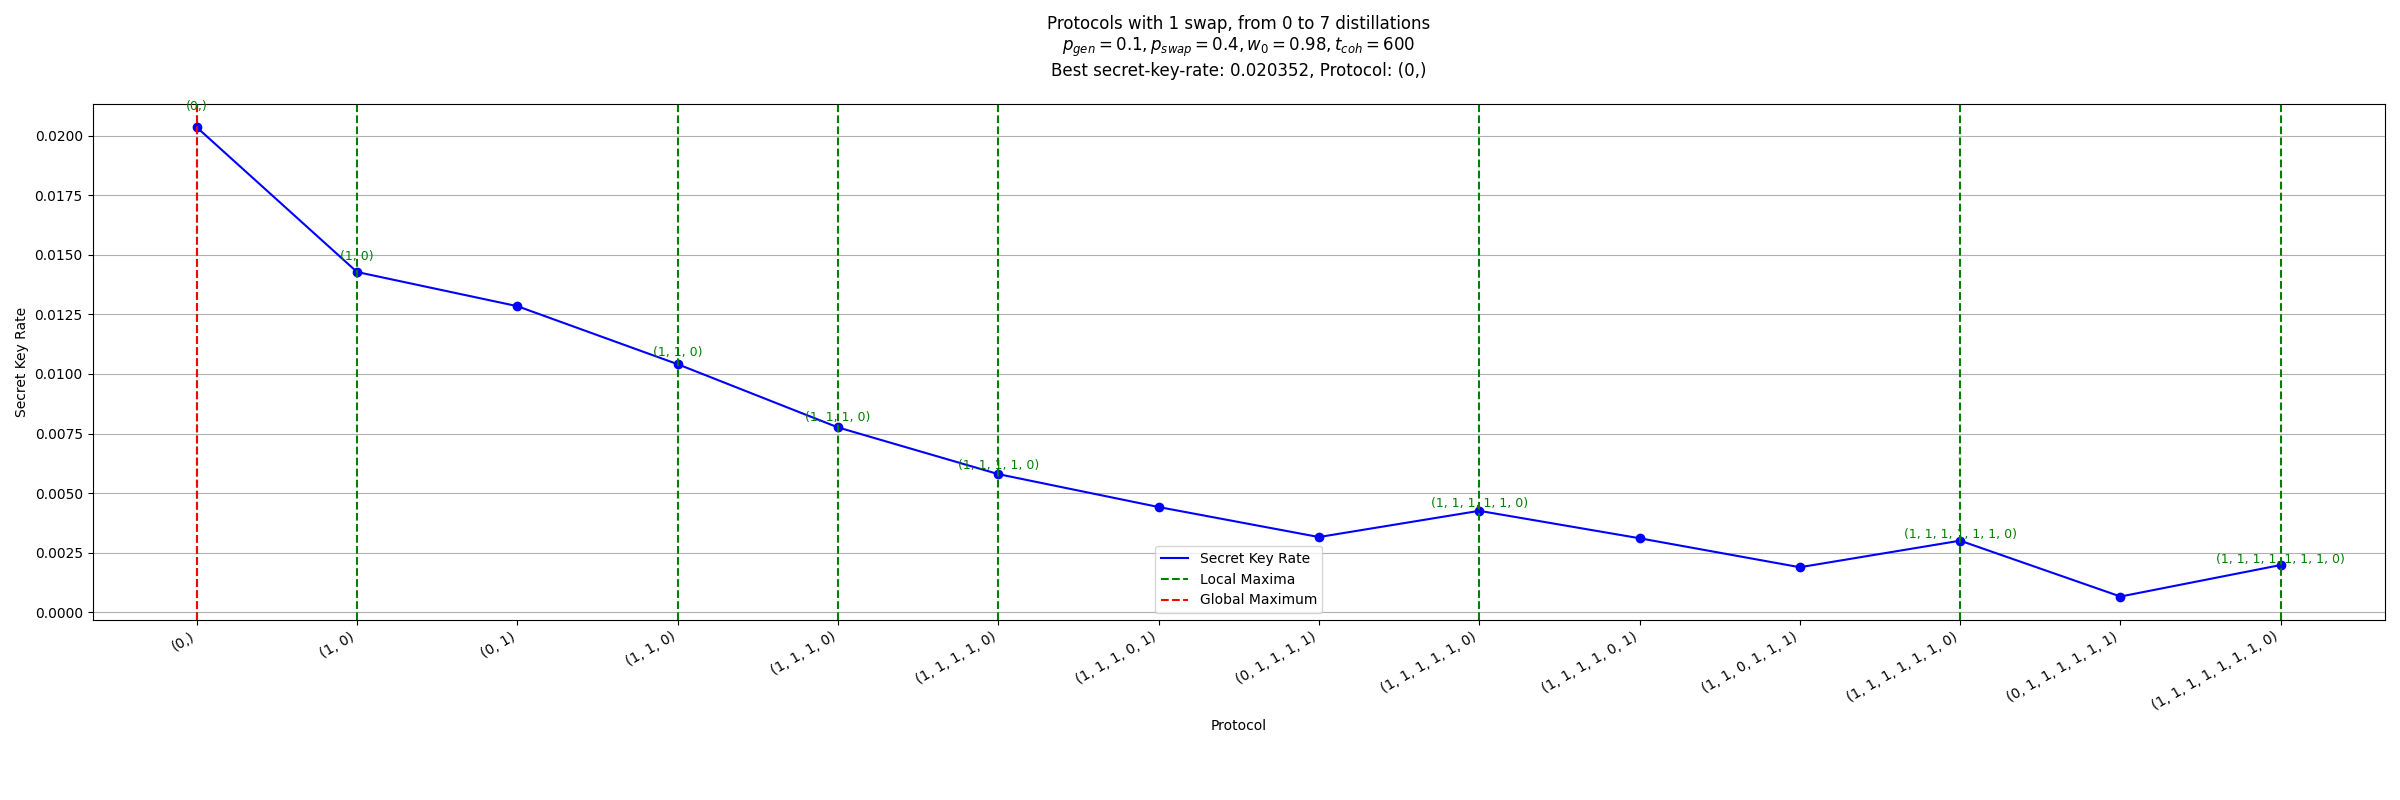 Protocols with 1 swap, from 0 to 7 distillations
p_gen = 0.1, p_swap = 0.4, w_0 = 0.98, t_coh = 600
Best secret-key-rate: 0.020352, Protocol: (0,)
Secret Key Rate
0.0200
0.0175
0.0150
0.0125
0.0100
0.0075
0.0050
0.0025
0.0000
(0,)
(1, 0)
(1, 1, 0)
(1, 1, 1, 0)
(1, 1, 1, 1, 0)
(1, 1, 1, 1, 1, 0)
(1, 1, 1, 1, 1, 1, 0)
(1, 1, 1, 1, 1, 1, 1, 0)
Secret Key Rate
Local Maxima
Global Maximum
(0,)
(1, 0)
(0, 1)
(1, 1, 0)
(1, 1, 1, 0)
(1, 1, 1, 1, 0)
(1, 1, 1, 0, 1)
(0, 1, 1, 1, 1)
(1, 1, 1, 1, 1, 0)
(1, 1, 1, 1, 0, 1)
(1, 1, 0, 1, 1, 1)
(1, 1, 1, 1, 1, 1, 0)
(0, 1, 1, 1, 1, 1, 1)
(1, 1, 1, 1, 1, 1, 1, 0)
Protocol